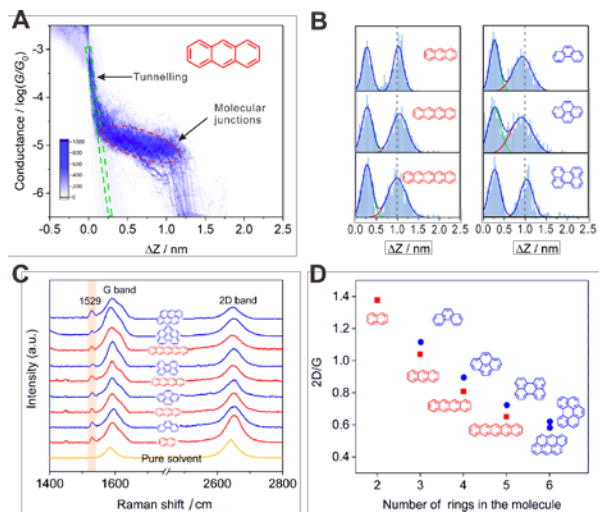 A
Conductance / log(G/G₀)
-3
-4
-5
-6
Tunnelling
Molecular
junctions
1000
800
600
400
200
0
-0.5 0.0 0.5 1.0 1.5 2.0 2.5
ΔZ / nm
B
0.0 0.5 1.0 1.5 2.0 2.5
ΔZ / nm
0.0 0.5 1.0 1.5 2.0 2.5
ΔZ / nm
C
Intensity (a.u.)
1529
G band
2D band
Pure solvent
1400 1600 2600 2800
Raman shift / cm
D
2D/G
1.4
1.2
1.0
0.8
0.6
0.4
2 3 4 5 6
Number of rings in the molecule